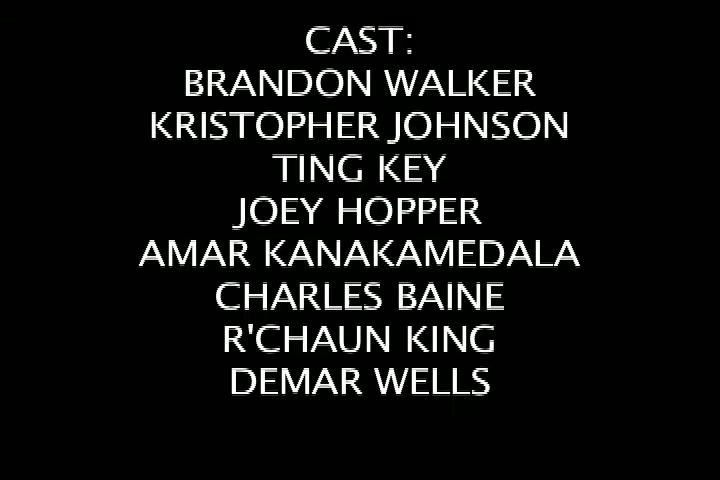 CAST:
BRANDON WALKER
KRISTOPHER JOHNSON
TING KEY
JOEY HOPPER
AMAR KANAKAMEDALA
CHARLES BAINE
R'CHAUN KING
DEMAR WELLS